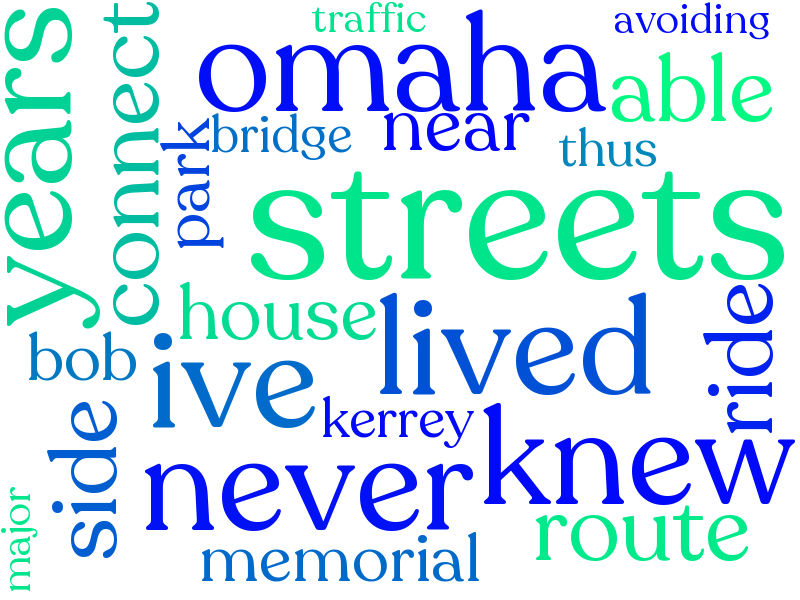 traffic
avoiding
omaha
able
years
connect
park
bridge
near
thus
streets
house
lived
ride
bob
ive
side
kerrey
knew
never
route
memorial
major